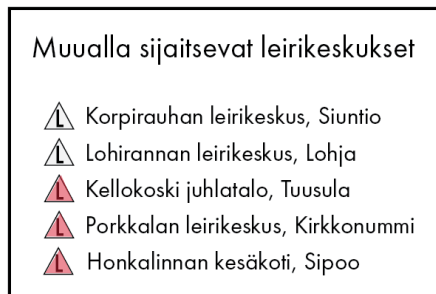 Muualla sijaitsevat leirikeskukset
L Korpirauhan leirikeskus, Siuntio
L Lohirannan leirikeskus, Lohja
L Kellokoski juhlatalo, Tuusula
L Porkkalan leirikeskus, Kirkkonummi
L Honkalinnan kesäkoti, Sipoo